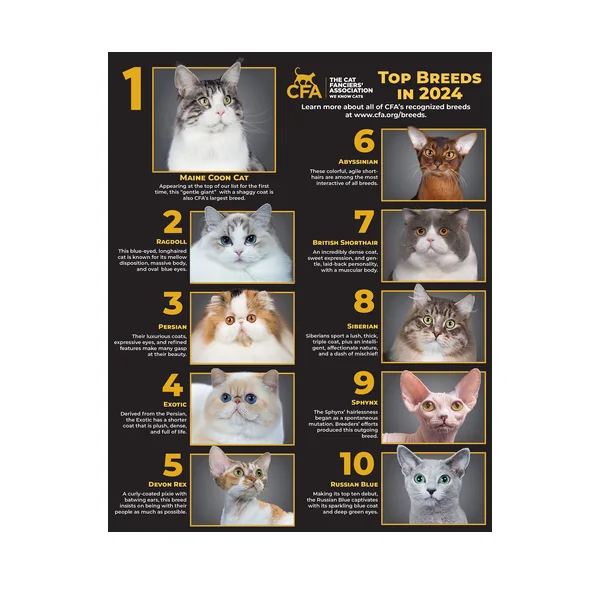 1
CFA
THE CAT
FANCIERS'
ASSOCIATION
WE KNOW CATS
TOP BREEDS
IN 2024
Learn more about all of CFA's recognized breeds
at www.cfa.org/breeds.
MAINE COON CAT
Appearing at the top of our list for the first
time, this "gentle giant" with a shaggy coat is
also CFA's largest breed.
2
RAGDOLL
This blue-eyed, longhaired
cat is known for its mellow
disposition, massive body,
and oval blue eyes.
3
PERSIAN
Their luxurious coats,
expressive eyes, and refined
features make many gasp
at their beauty.
4
EXOTIC
Derived from the Persian,
the Exotic has a shorter
coat that is plush, dense,
and full of life.
5
DEVON REX
A curly-coated pixie with
batwing ears, this breed
insists on being with their
people as much as possible.
6
ABYSSINIAN
These colorful, agile short-
hairs are among the most
interactive of all breeds.
7
BRITISH SHORTHAIR
An incredibly dense coat,
sweet expression, and gen-
tle, laid-back personality,
with a muscular body.
8
SIBERIAN
Siberians sport a lush, thick,
triple coat, plus an intelli-
gent, affectionate nature,
and a dash of mischief!
9
SPHYNX
The Sphynx' hairlessness
began as a spontaneous
mutation. Breeders' efforts
produced this outgoing
breed.
10
RUSSIAN BLUE
Making its top ten debut,
the Russian Blue captivates
with its sparkling blue coat
and deep green eyes.